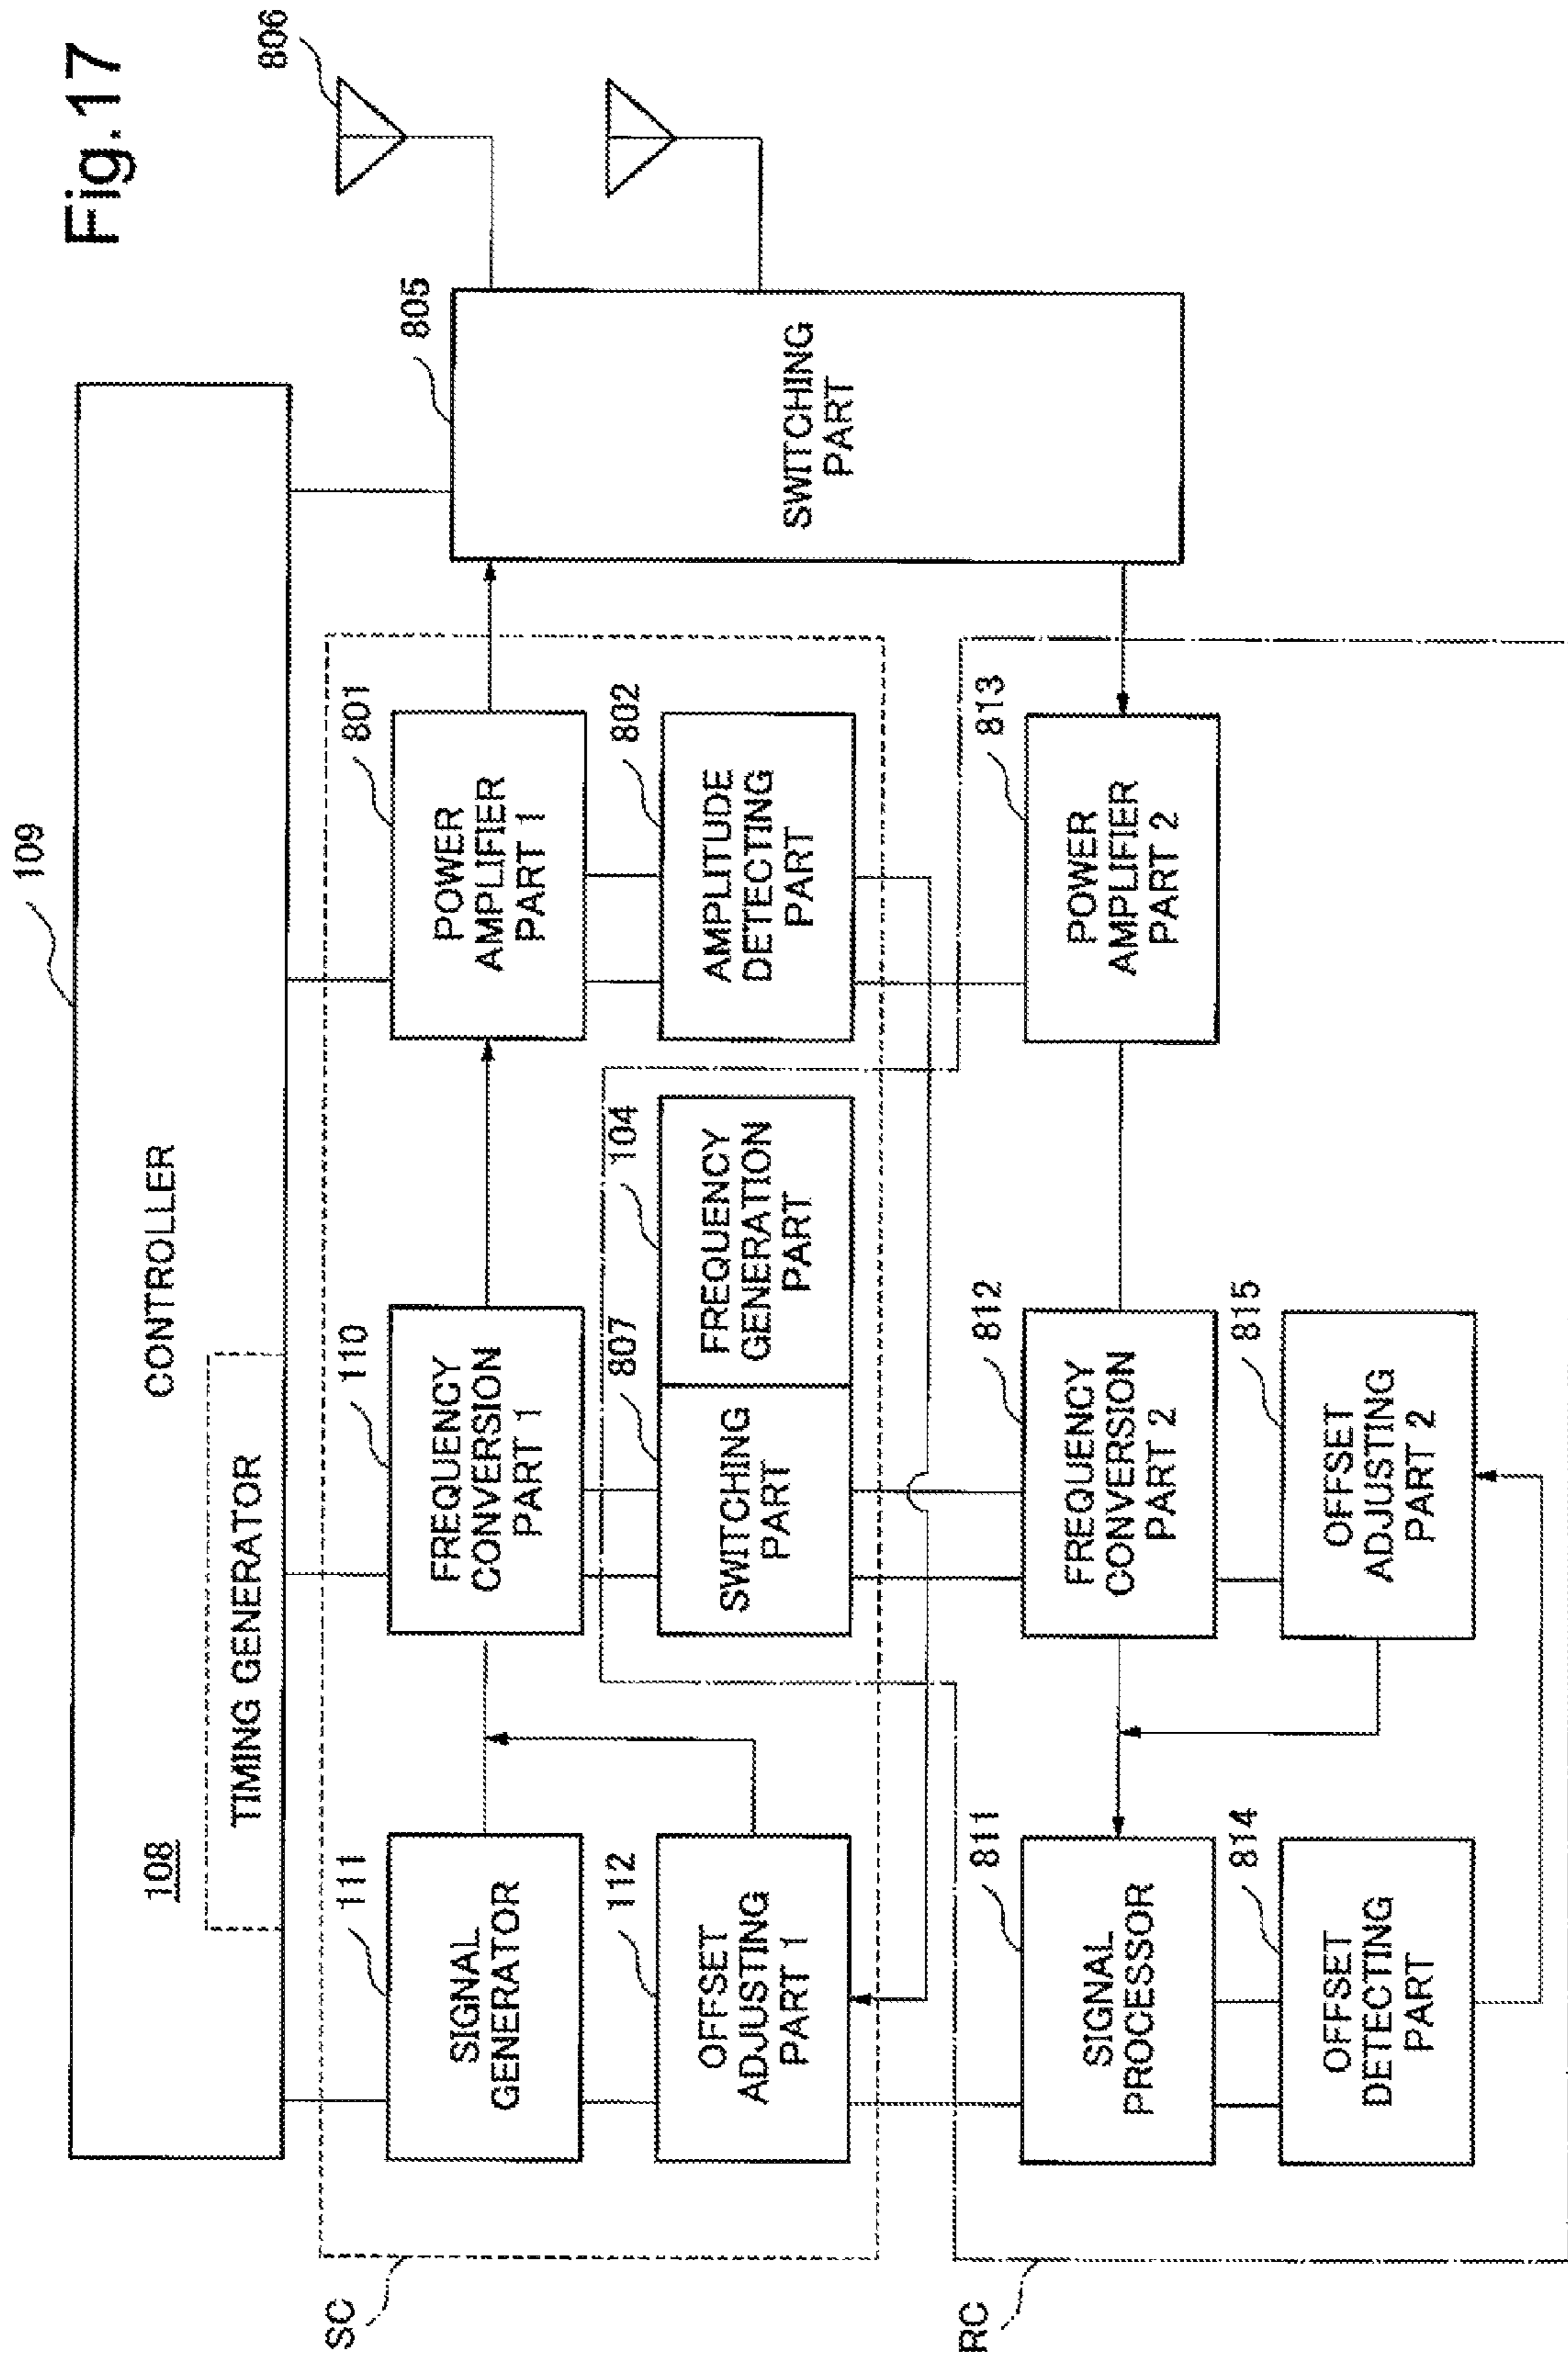 Fig.17
109
CONTROLLER
108
TIMING GENERATOR
SC
111
SIGNAL
GENERATOR
110
FREQUENCY
CONVERSION
PART 1
801
POWER
AMPLIFIER
PART 1
805
SWITCHING
PART
806
112
OFFSET
ADJUSTING
PART 1
807
SWITCHING
PART
104
FREQUENCY
GENERATION
PART
802
AMPLITUDE
DETECTING
PART
RC
811
SIGNAL
PROCESSOR
812
FREQUENCY
CONVERSION
PART 2
813
POWER
AMPLIFIER
PART 2
814
OFFSET
DETECTING
PART
815
OFFSET
ADJUSTING
PART 2